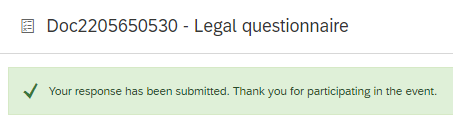 Doc2205650530 - Legal questionnaire
Your response has been submitted. Thank you for participating in the event.